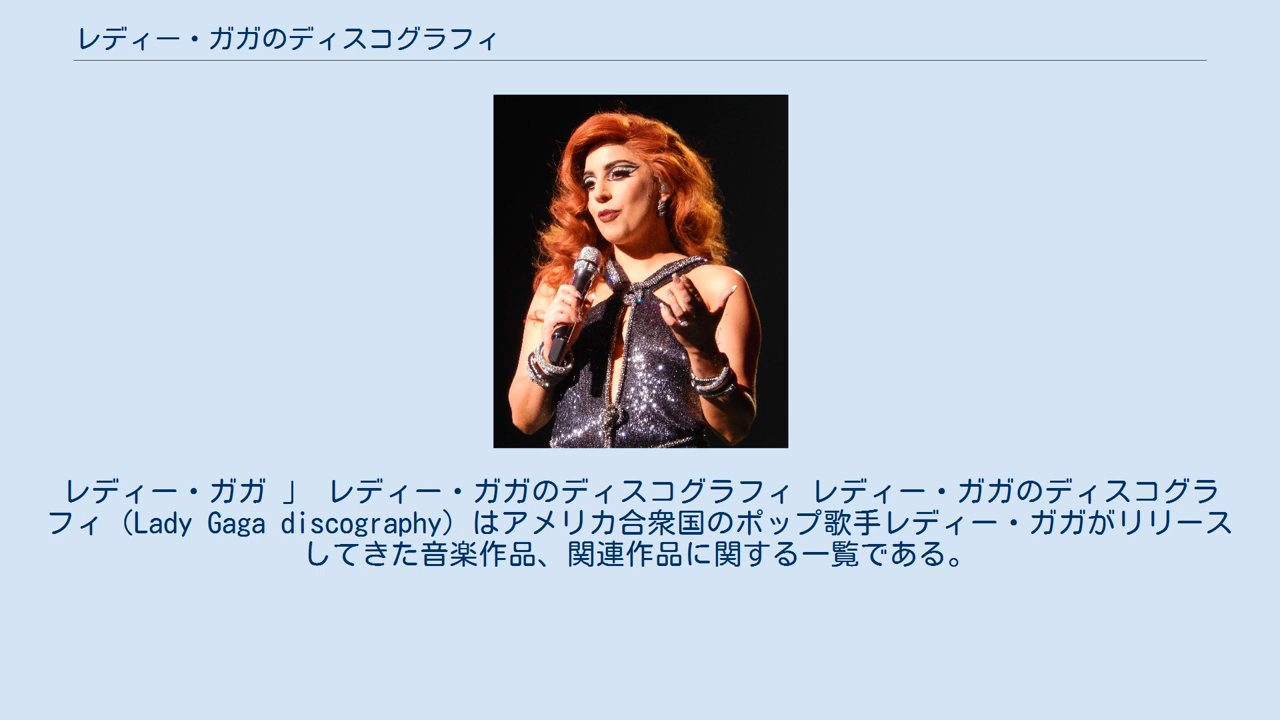 レディー・ガガのディスコグラフィ
レディー・ガガ 」 レディー・ガガのディスコグラフィ レディー・ガガのディスコグラ
フィ（Lady Gaga discography）はアメリカ合衆国のポップ歌手レディー・ガガがリリース
してきた音楽作品、関連作品に関する一覧である。